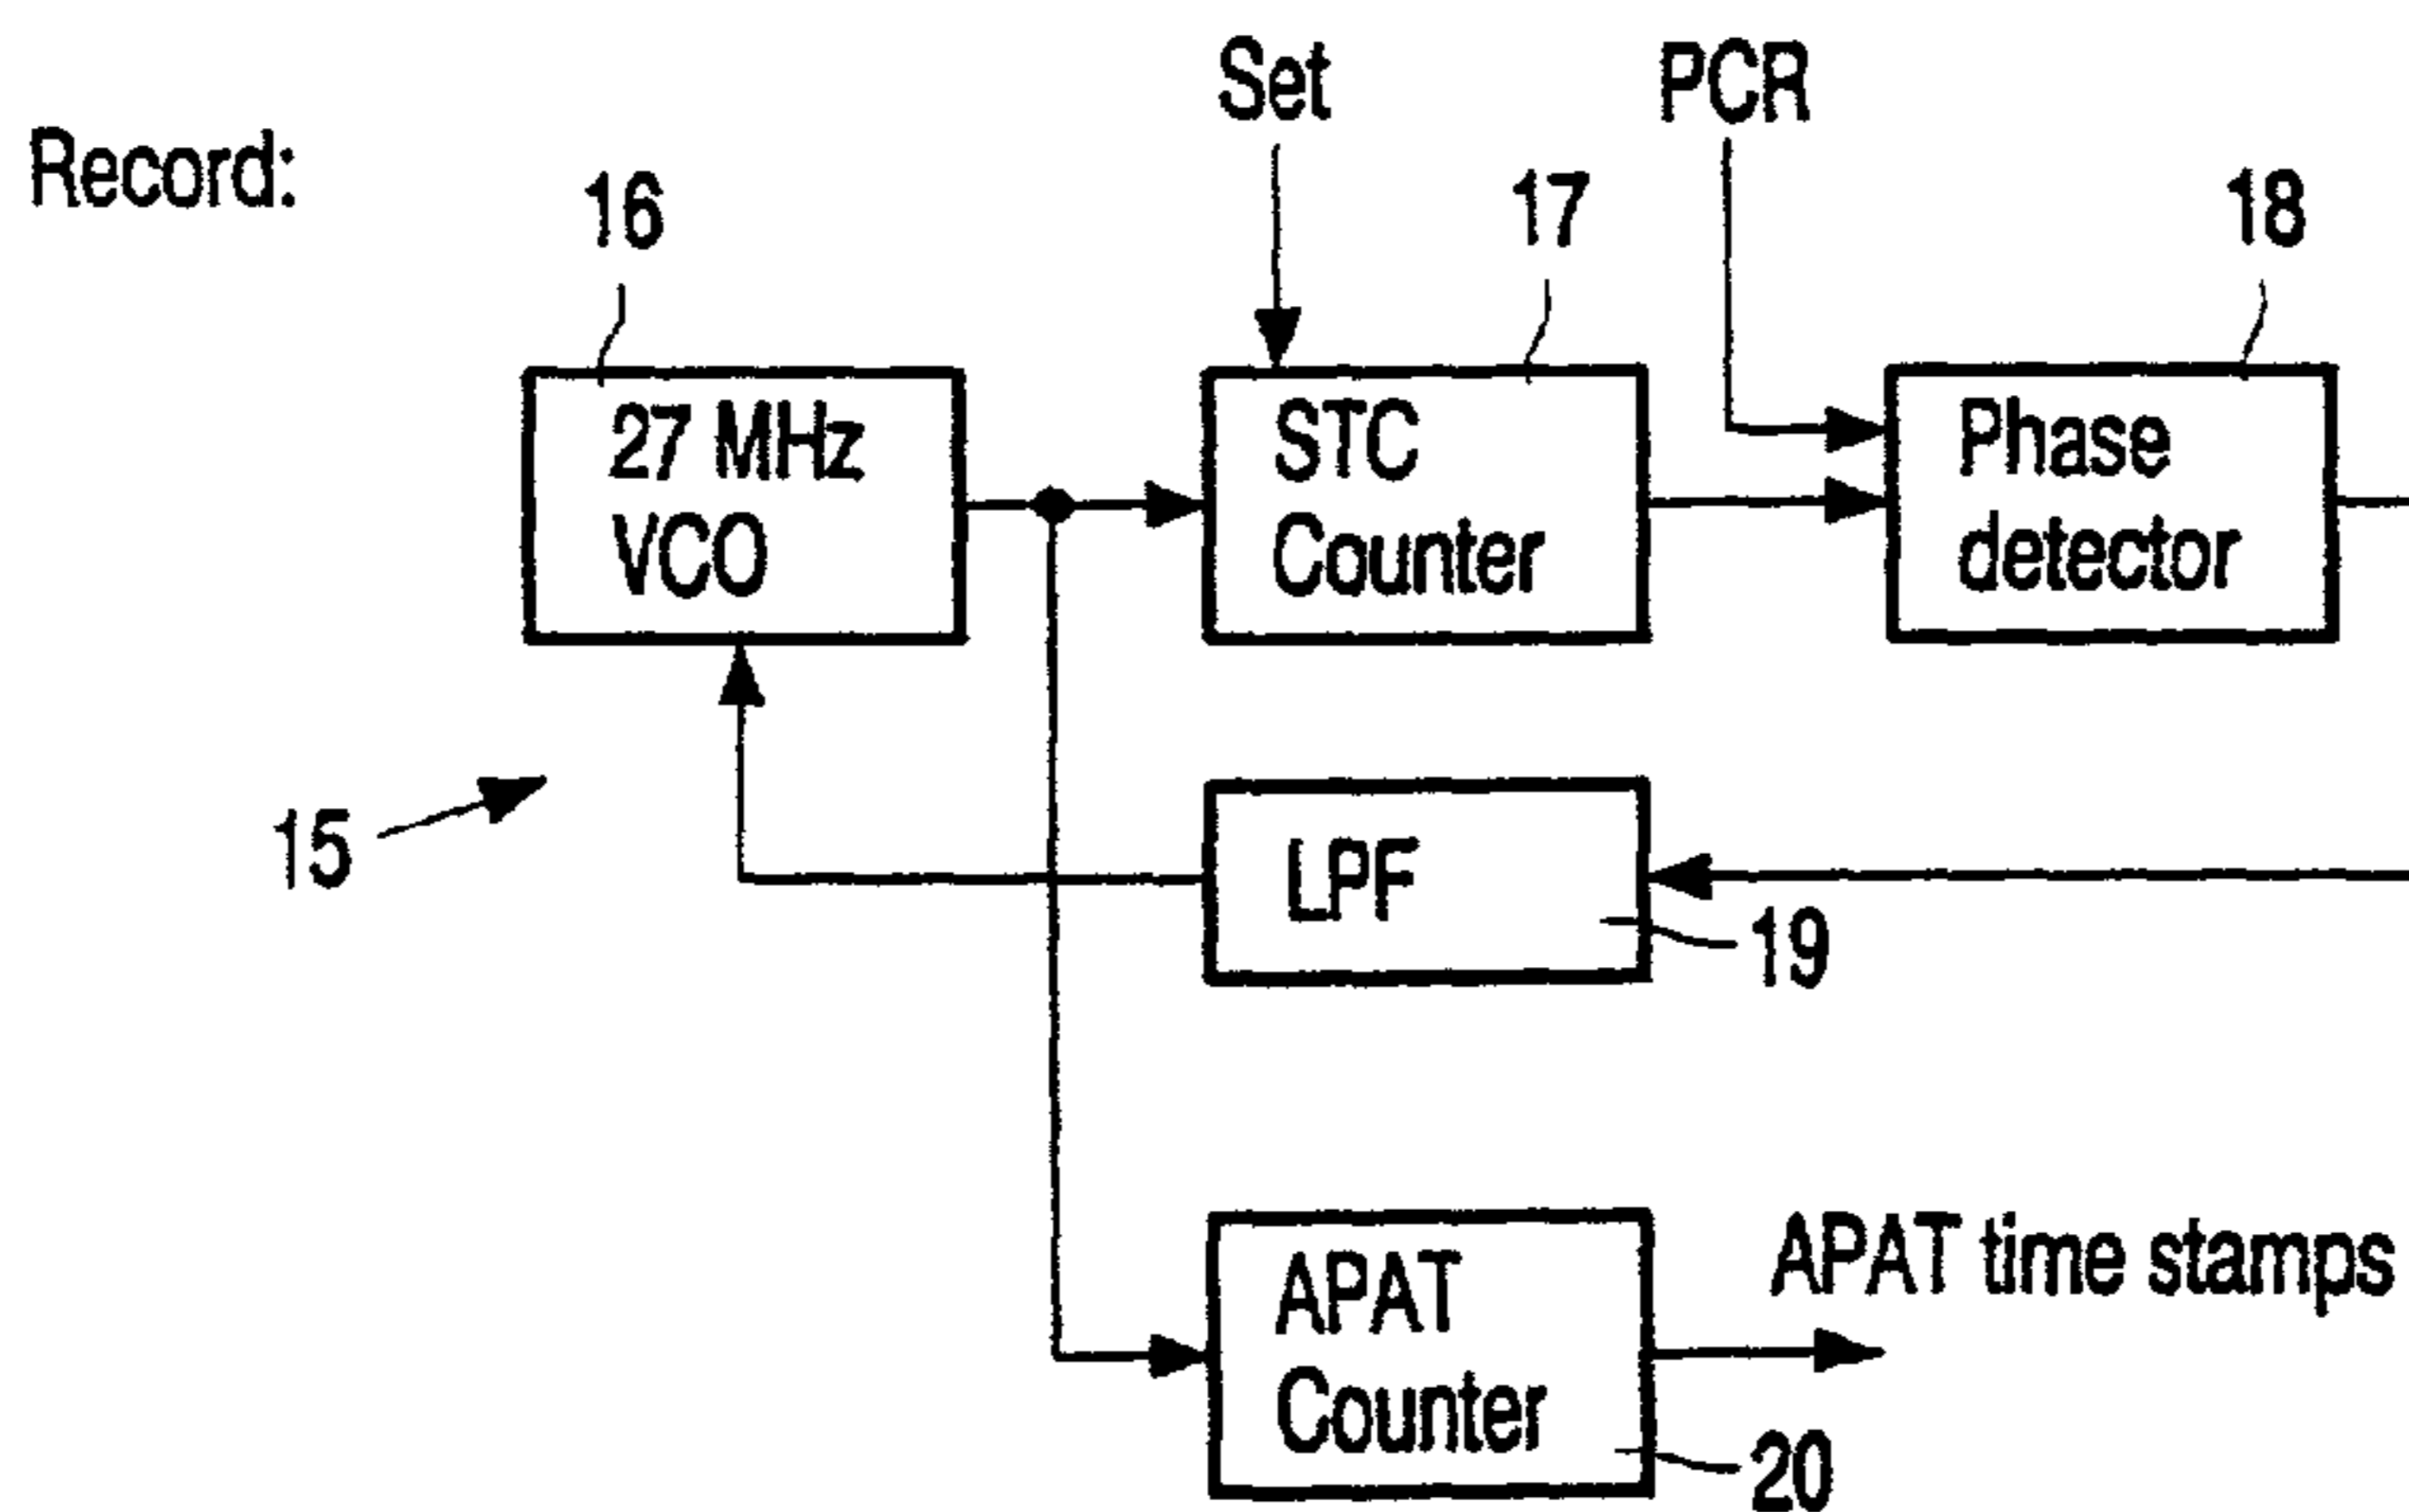 Set
PCR
Record:
16
17
18
27 MHz
VCO
STC
Counter
Phase
detector
15
LPF
19
APAT
Counter
APAT time stamps
20